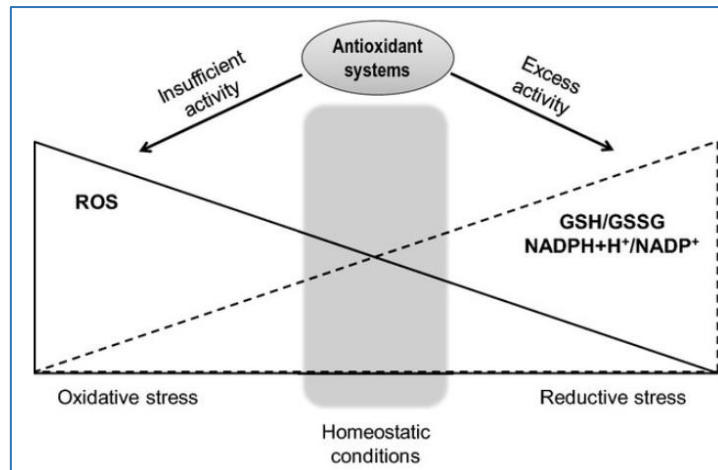 Antioxidant
systems
Insufficient
activity
Excess
activity
ROS
GSH/GSSG
NADPH+H⁺/NADP⁺
Oxidative stress
Reductive stress
Homeostatic
conditions